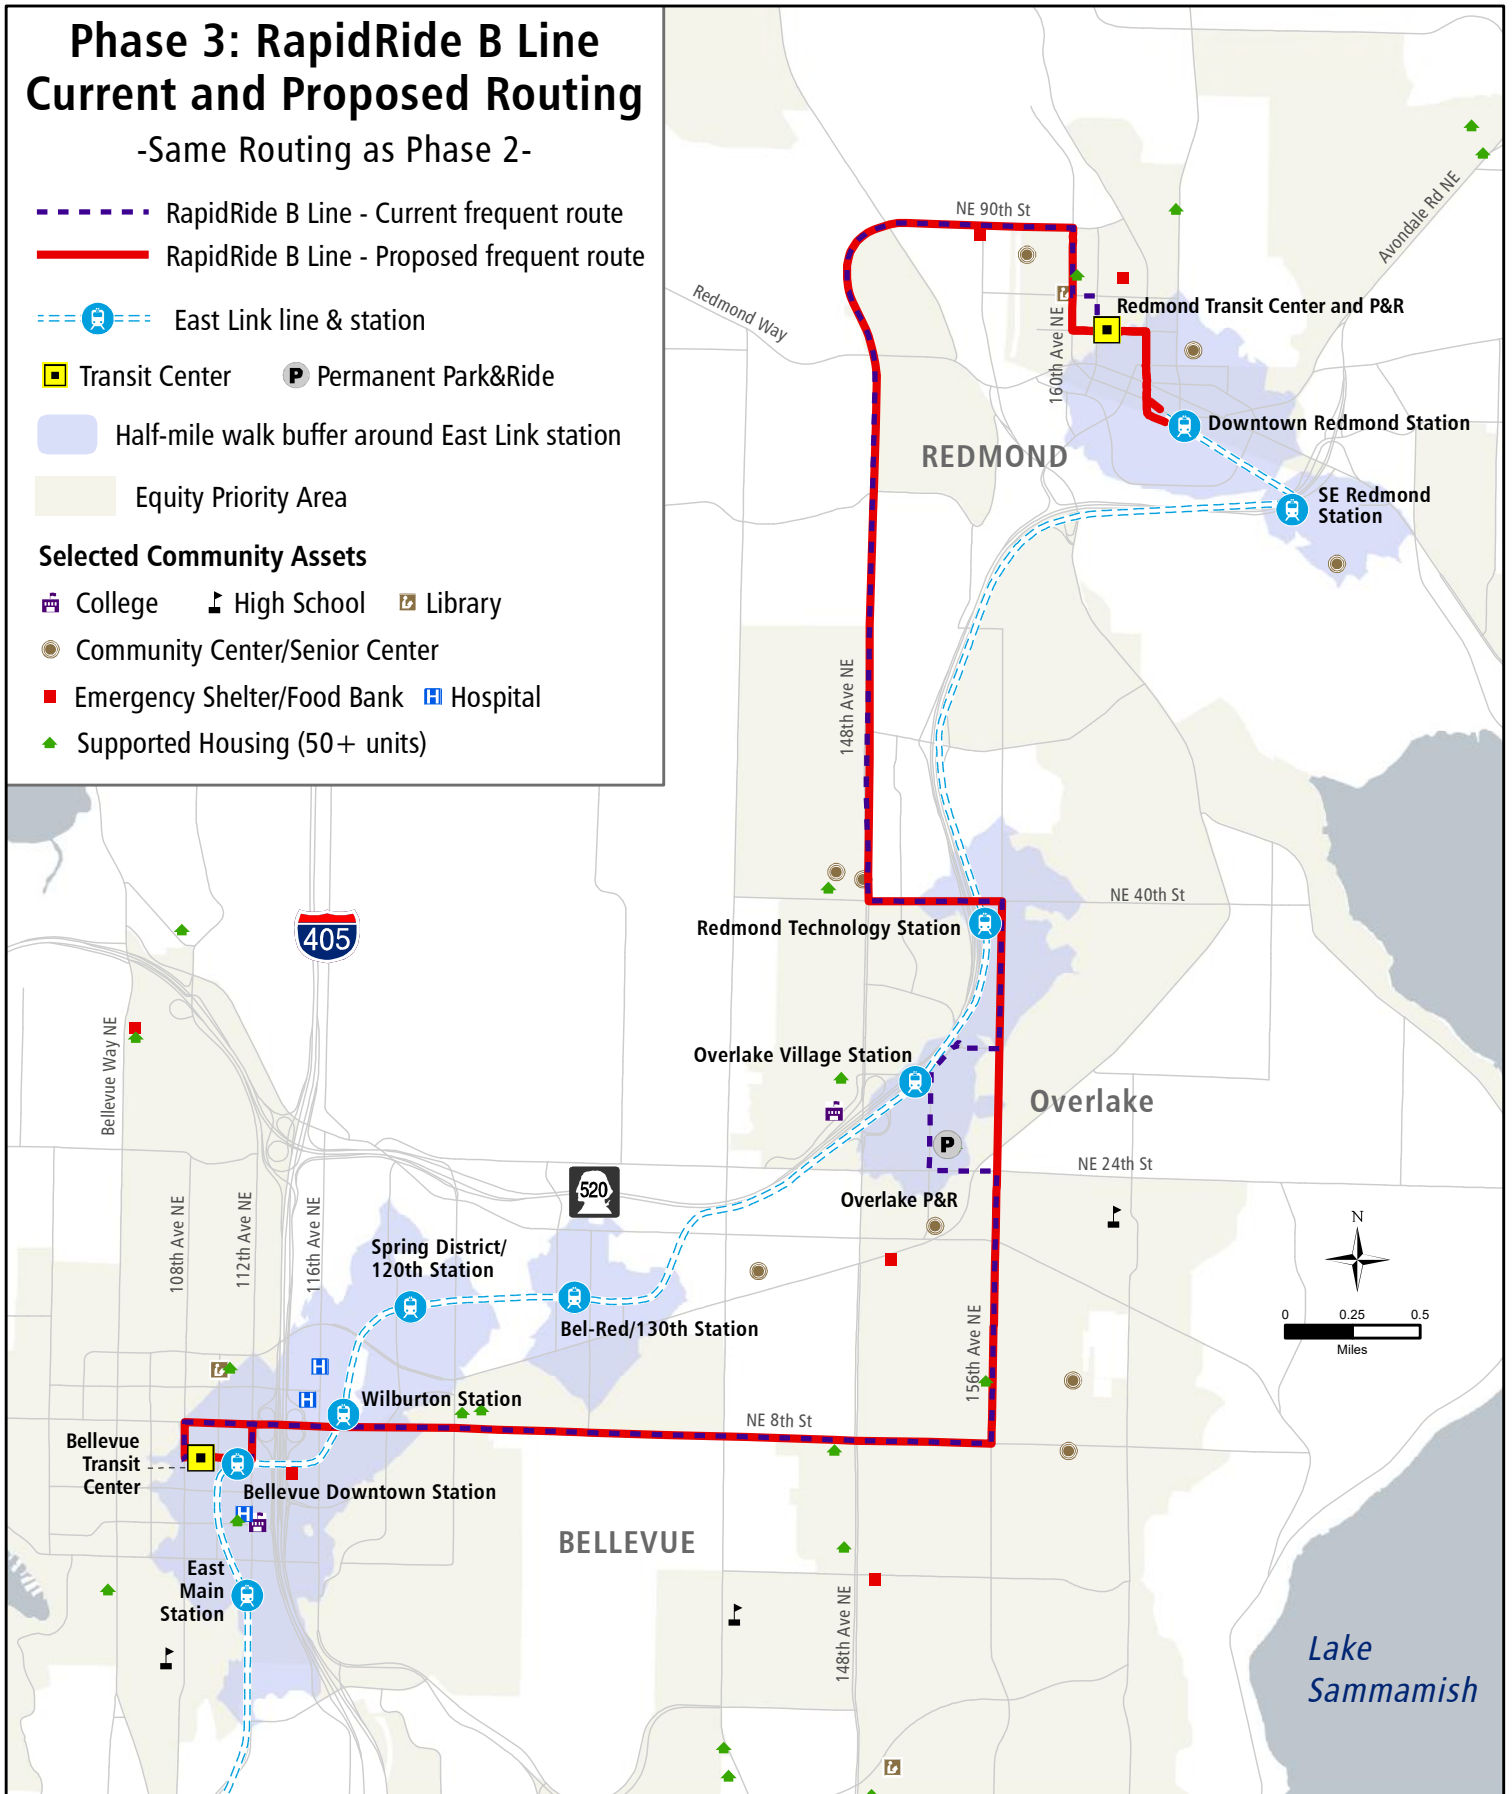 Phase 3: RapidRide B Line
Current and Proposed Routing
-Same Routing as Phase 2-
RapidRide B Line - Current frequent route
RapidRide B Line - Proposed frequent route
East Link line & station
Transit Center
P Permanent Park&Ride
Half-mile walk buffer around East Link station
Equity Priority Area
Selected Community Assets
College
High School
Library
Community Center/Senior Center
Emergency Shelter/Food Bank
H Hospital
Supported Housing (50+ units)
NE 90th St
Avondale Rd NE
Redmond Way
Redmond Transit Center and P&R
160th Ave NE
Downtown Redmond Station
REDMOND
SE Redmond
Station
148th Ave NE
NE 40th St
Redmond Technology Station
405
Bellevue Way NE
Overlake Village Station
Overlake
P
NE 24th St
Overlake P&R
520
108th Ave NE
112th Ave NE
116th Ave NE
Spring District/
120th Station
N
0 0.25 0.5
Miles
Bel-Red/130th Station
156th Ave NE
H
H
Wilburton Station
NE 8th St
Bellevue
Transit
Center
Bellevue Downtown Station
H
BELLEVUE
East
Main
Station
148th Ave NE
Lake
Sammamish